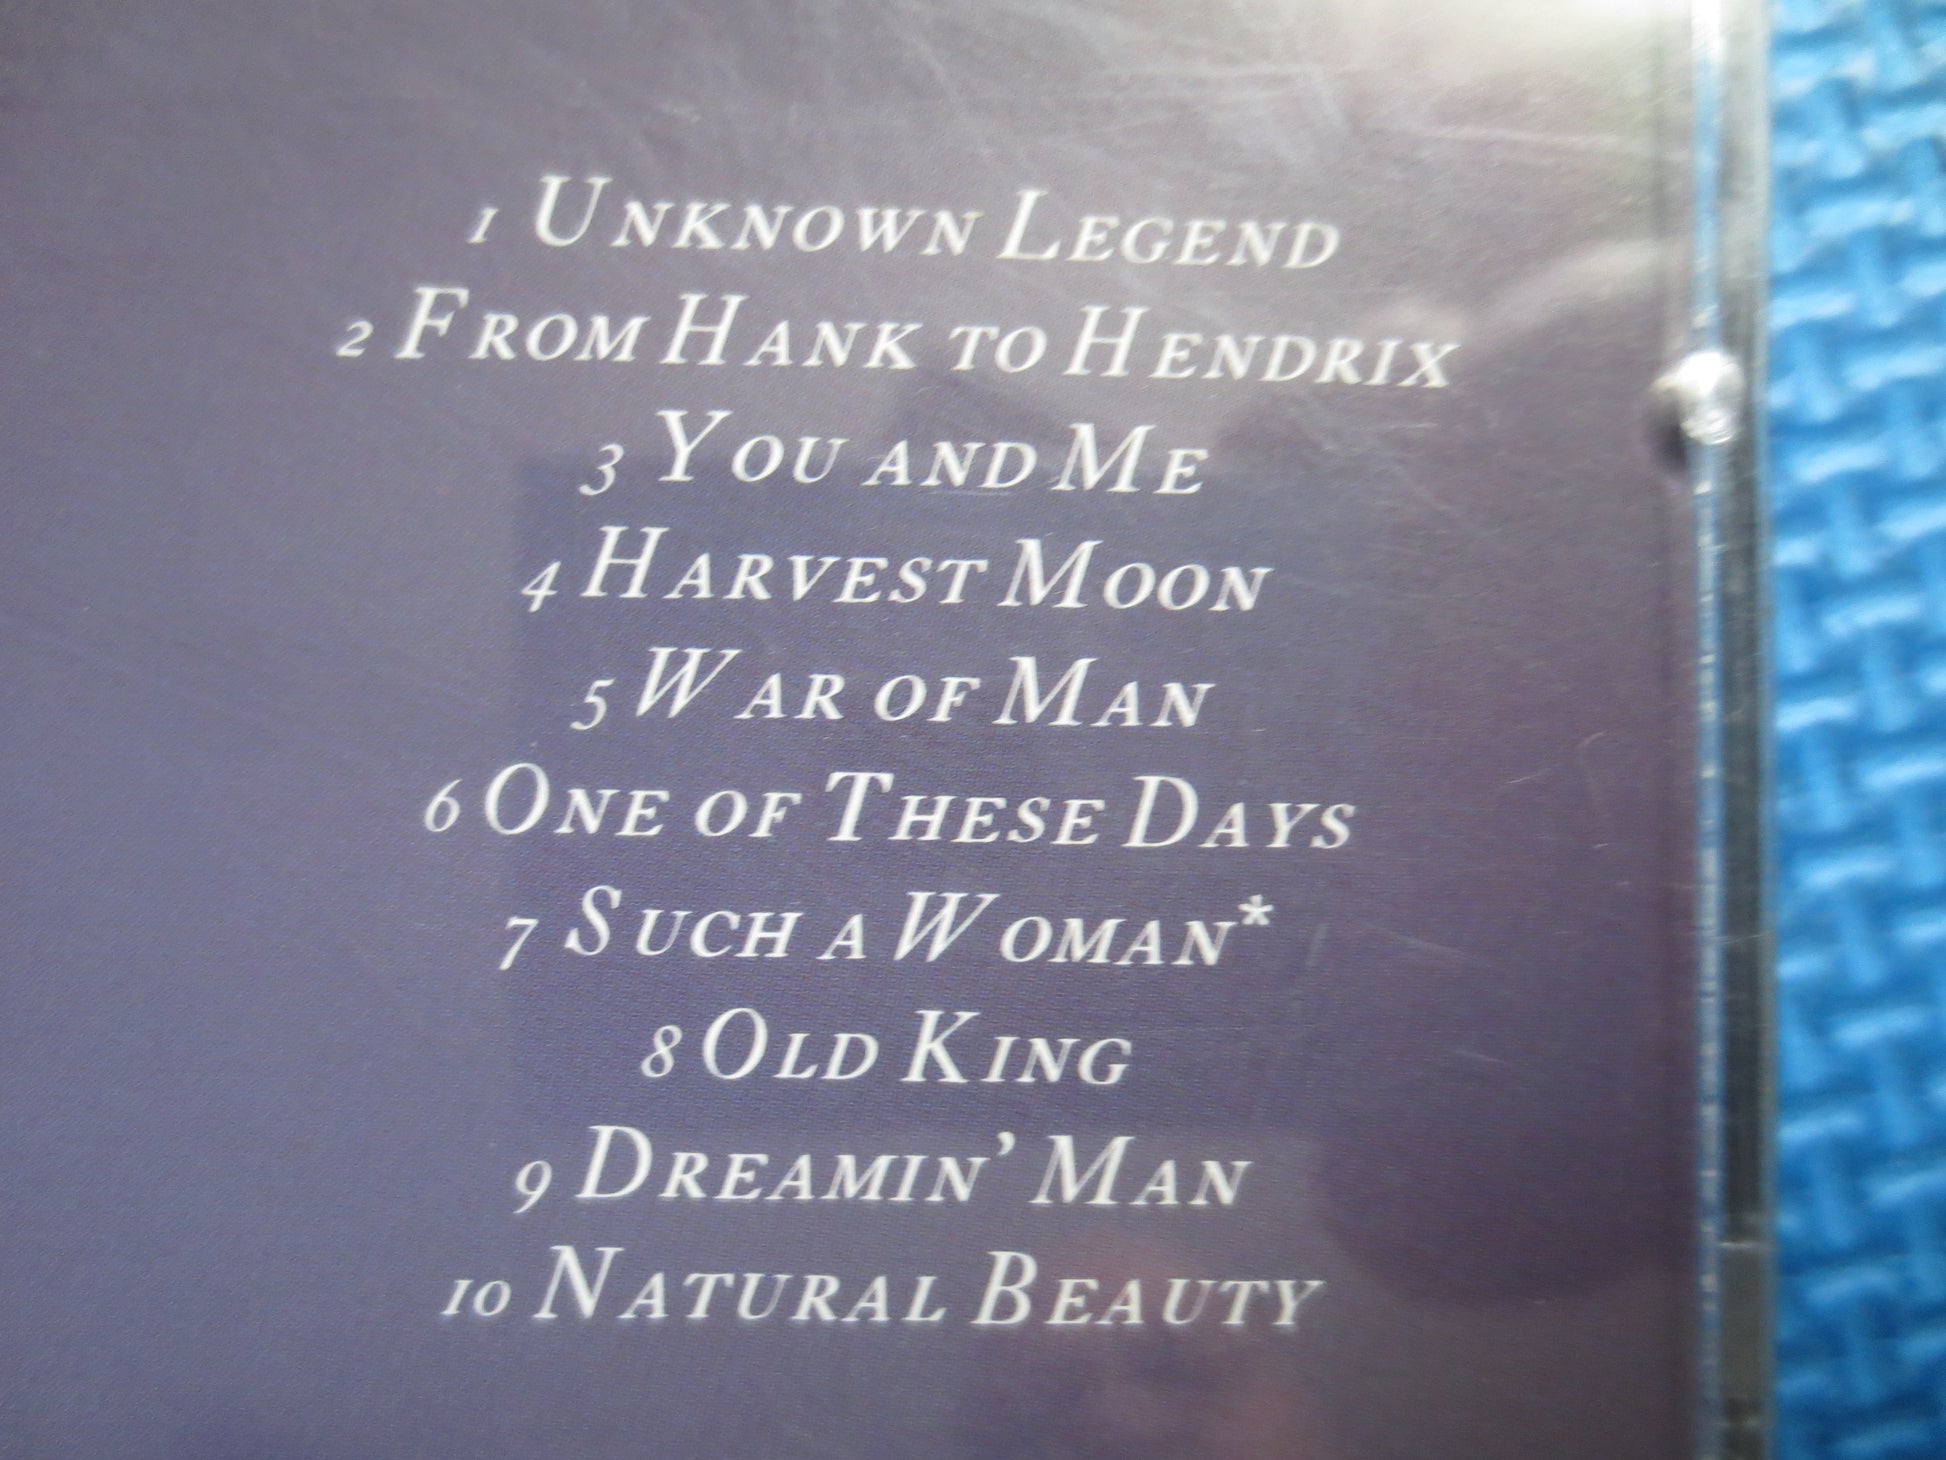 1 UNKNOWN LEGEND
2 FROM HANK TO HENDRIX
3 YOU AND ME
4 HARVEST MOON
5 WAR OF MAN
6 ONE OF THESE DAYS
7 SUCH A WOMAN*
8 OLD KING
9 DREAMIN' MAN
10 NATURAL BEAUTY